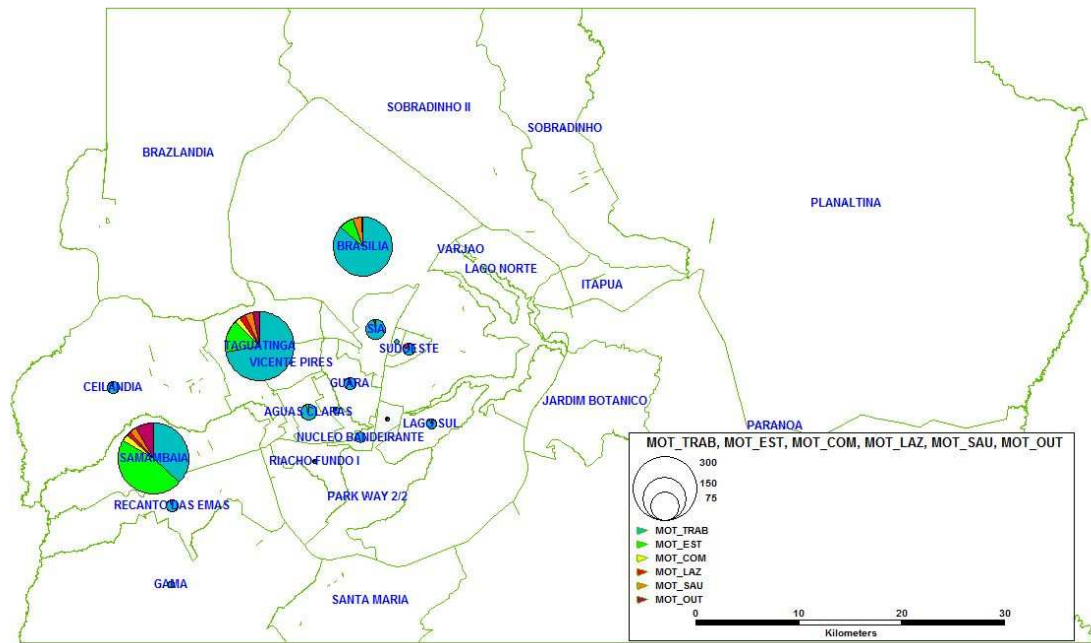 SOBRADINHO II
SOBRADINHO
BRAZLANDIA
PLANALTINA
BRASILIA
VARJAO
LAGO NORTE
ITAPUA
SIA
TAGUATINGA
SUDOESTE
VICENTE PIRES
CEILANDIA
GUARA
JARDIM BOTANICO
AGUAS CLARAS
LAGO SUL
PARANOA
NUCLEO BANDEIRANTE
SAMAMBAIA
RIACHO FUNDO I
PARK WAY 2/2
RECANTO DAS EMAS
GAMA
SANTA MARIA
MOT_TRAB, MOT_EST, MOT_COM, MOT_LAZ, MOT_SAU, MOT_OUT
300
150
75
MOT_TRAB
MOT_EST
MOT_COM
MOT_LAZ
MOT_SAU
MOT_OUT
0 10 20 30
Kilometers